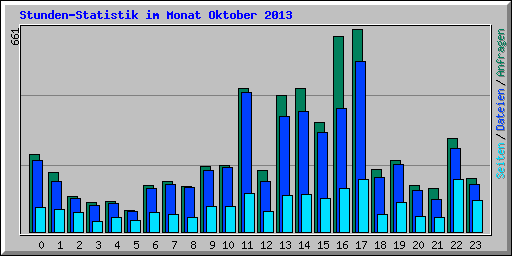 Stunden-Statistik im Monat Oktober 2013
661
Seiten / Dateien / Anfragen
0 1 2 3 4 5 6 7 8 9 10 11 12 13 14 15 16 17 18 19 20 21 22 23